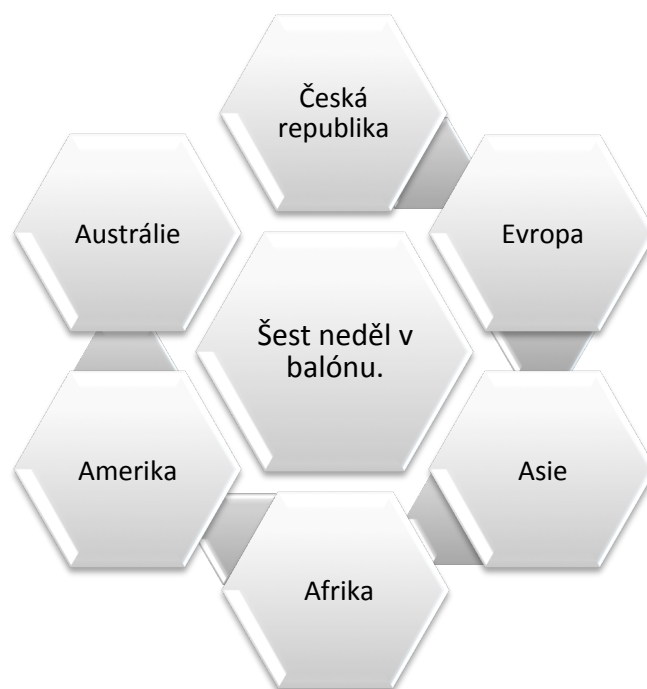 Česká
republika
Evropa
Asie
Afrika
Amerika
Austrálie
Šest neděl v
balónu.